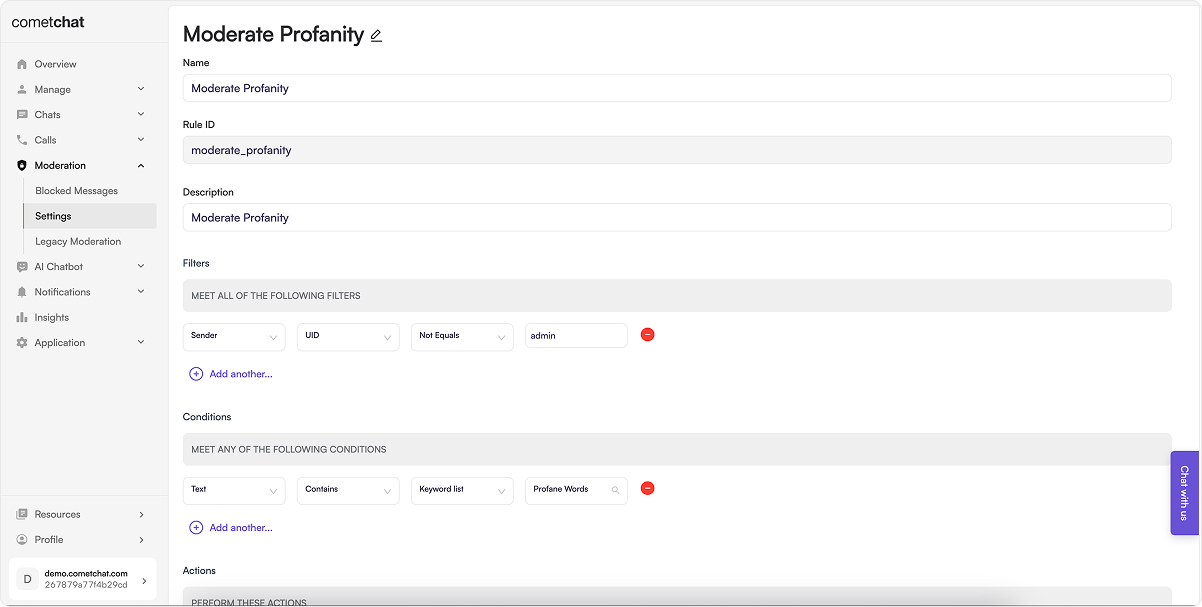 cometchat
Overview
Manage
Chats
Calls
Moderation
Blocked Messages
Settings
Legacy Moderation
AI Chatbot
Notifications
Insights
Application
Resources
Profile
D
demo.cometchat.com
267879a77f4b29cd
Moderate Profanity
Name
Moderate Profanity
Rule ID
moderate_profanity
Description
Moderate Profanity
Filters
MEET ALL OF THE FOLLOWING FILTERS
Sender UID Not Equals admin
Add another...
Conditions
MEET ANY OF THE FOLLOWING CONDITIONS
Text Contains Keyword list Profane Words
Add another...
Actions
PERFORM THESE ACTIONS
Chat with us